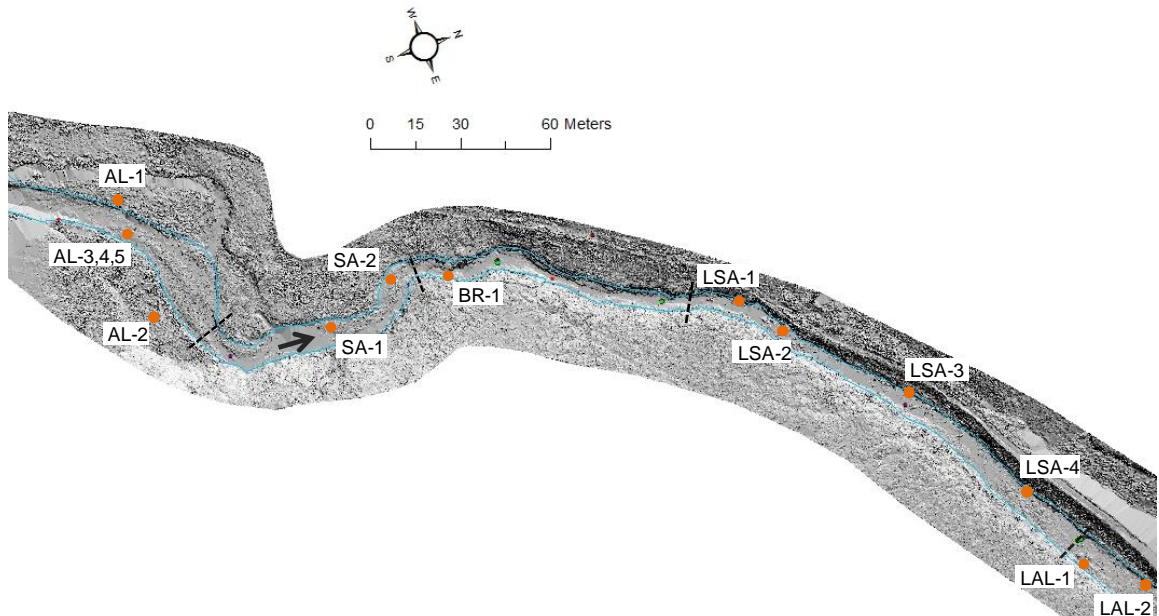 W
N
S
E
0 15 30 60 Meters
AL-1
AL-3,4,5
AL-2
SA-2
SA-1
BR-1
LSA-1
LSA-2
LSA-3
LSA-4
LAL-1
LAL-2